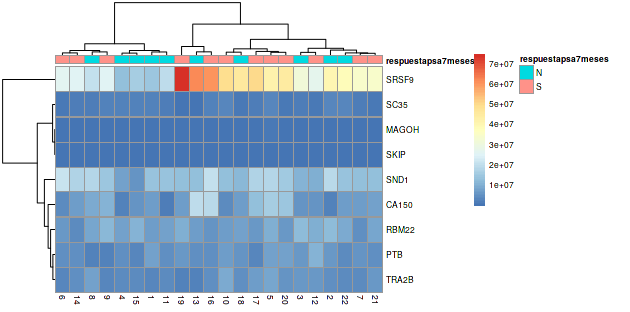 respuestapsa7meses
SRSF9
SC35
MAGOH
SKIP
SND1
CA150
RBM22
PTB
TRA2B
6 14 8 9 4 15 1 11 19 13 16 10 18 17 5 20 3 12 2 22 7 21
7e+07
6e+07
5e+07
4e+07
3e+07
2e+07
1e+07
respuestapsa7meses
N
S